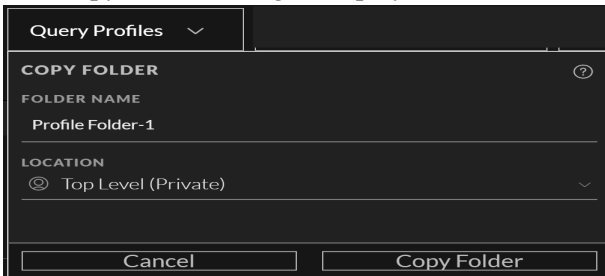 Query Profiles
COPY FOLDER
FOLDER NAME
Profile Folder-1
LOCATION
Top Level (Private)
Cancel Copy Folder